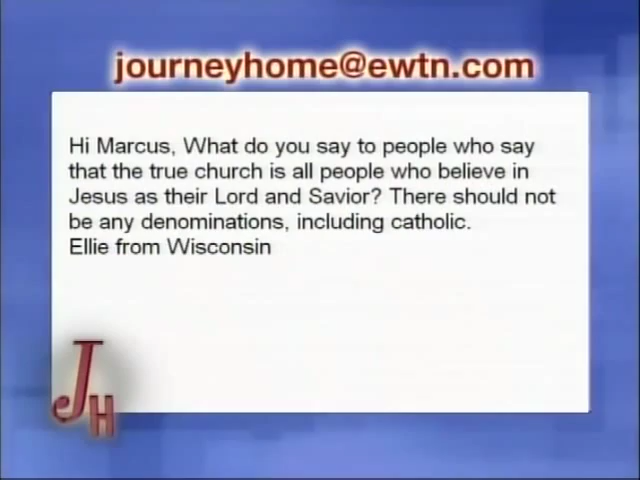 journeyhome@ewtn.com
Hi Marcus, What do you say to people who say
that the true church is all people who believe in
Jesus as their Lord and Savior? There should not
be any denominations, including catholic.
Ellie from Wisconsin
JH